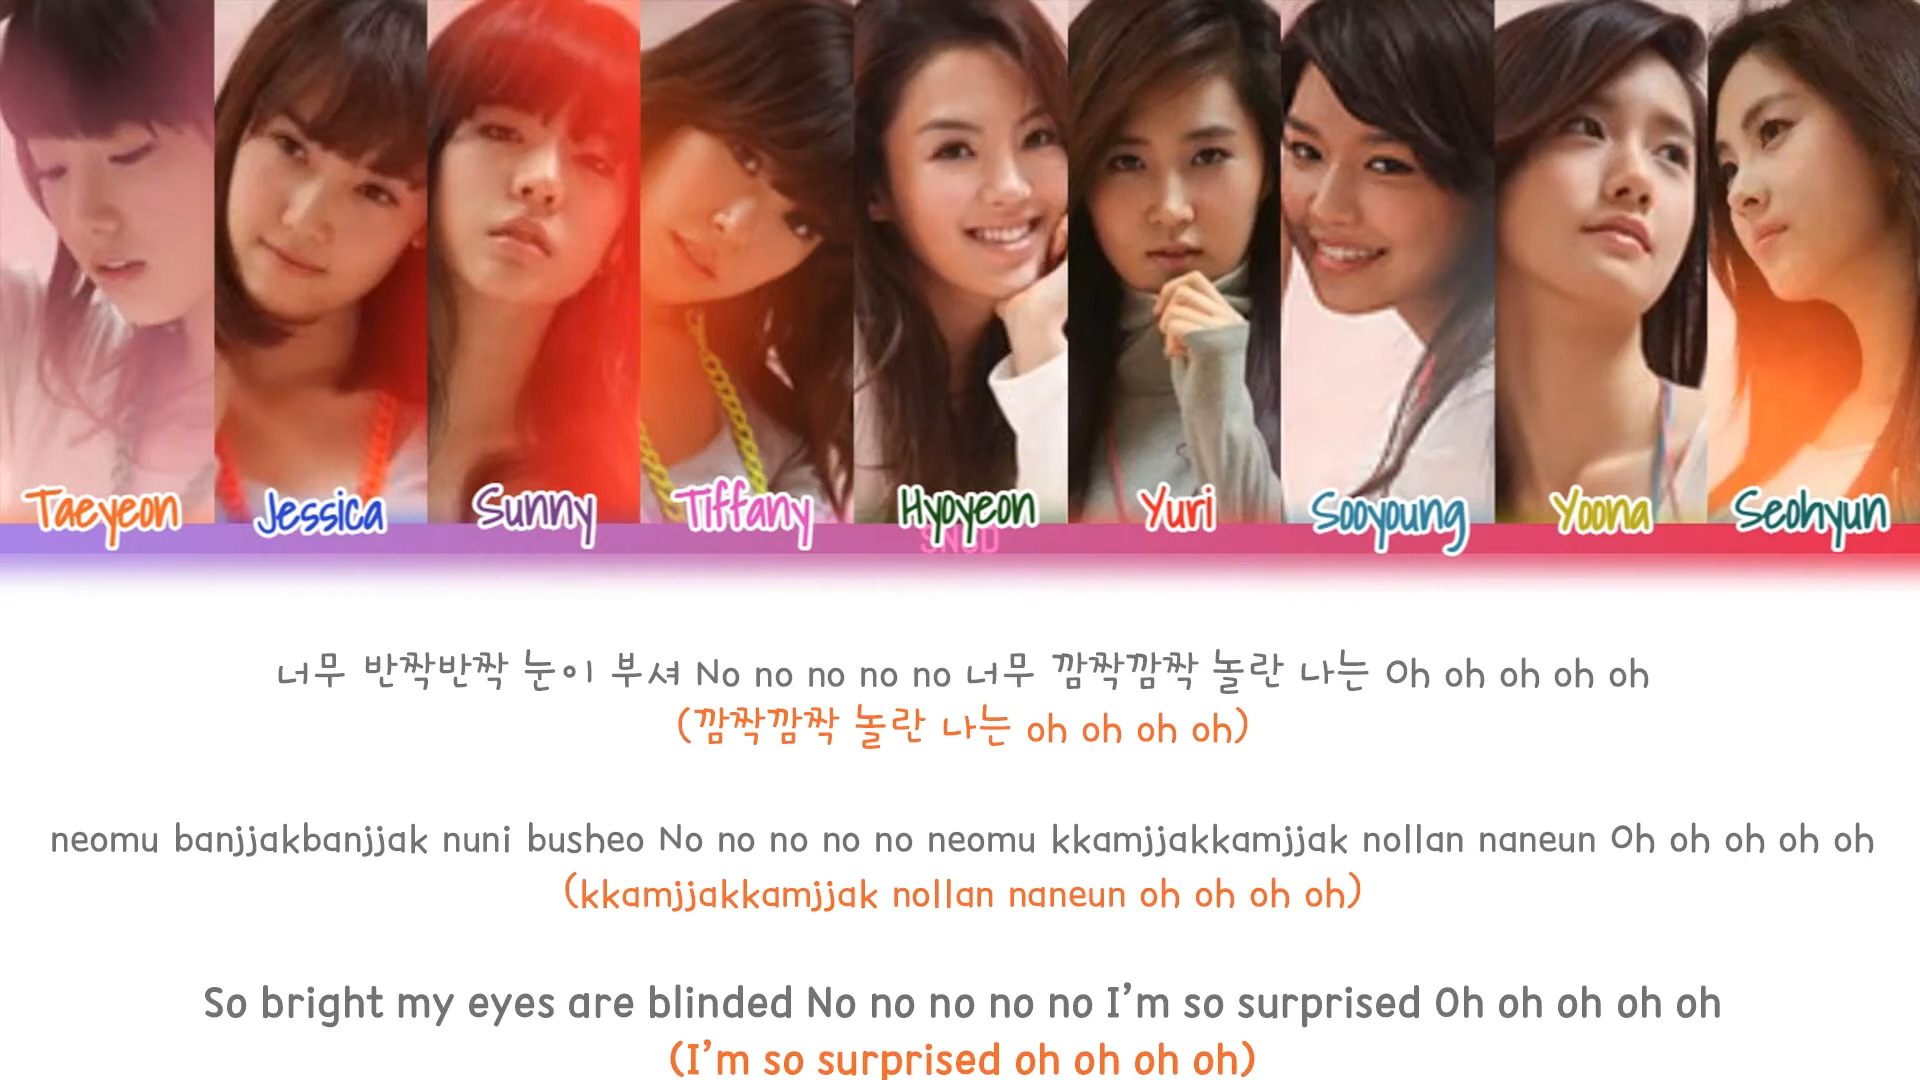 Taeyeon Jessica Sunny Tiffany Hyoyeon Yuri Sooyoung Yoona Seohyun
SNSD
너무 반짝반짝 눈이 부셔 No no no no no 너무 깜짝깜짝 놀란 나는 Oh oh oh oh oh
(깜짝깜짝 놀란 나는 oh oh oh oh)
neomu banjjakbanjjak nuni busheo No no no no no neomu kkamjjakkamjjak nollan naneun Oh oh oh oh oh
(kkamjjakkamjjak nollan naneun oh oh oh oh)
So bright my eyes are blinded No no no no no I'm so surprised Oh oh oh oh oh
(I'm so surprised oh oh oh oh)